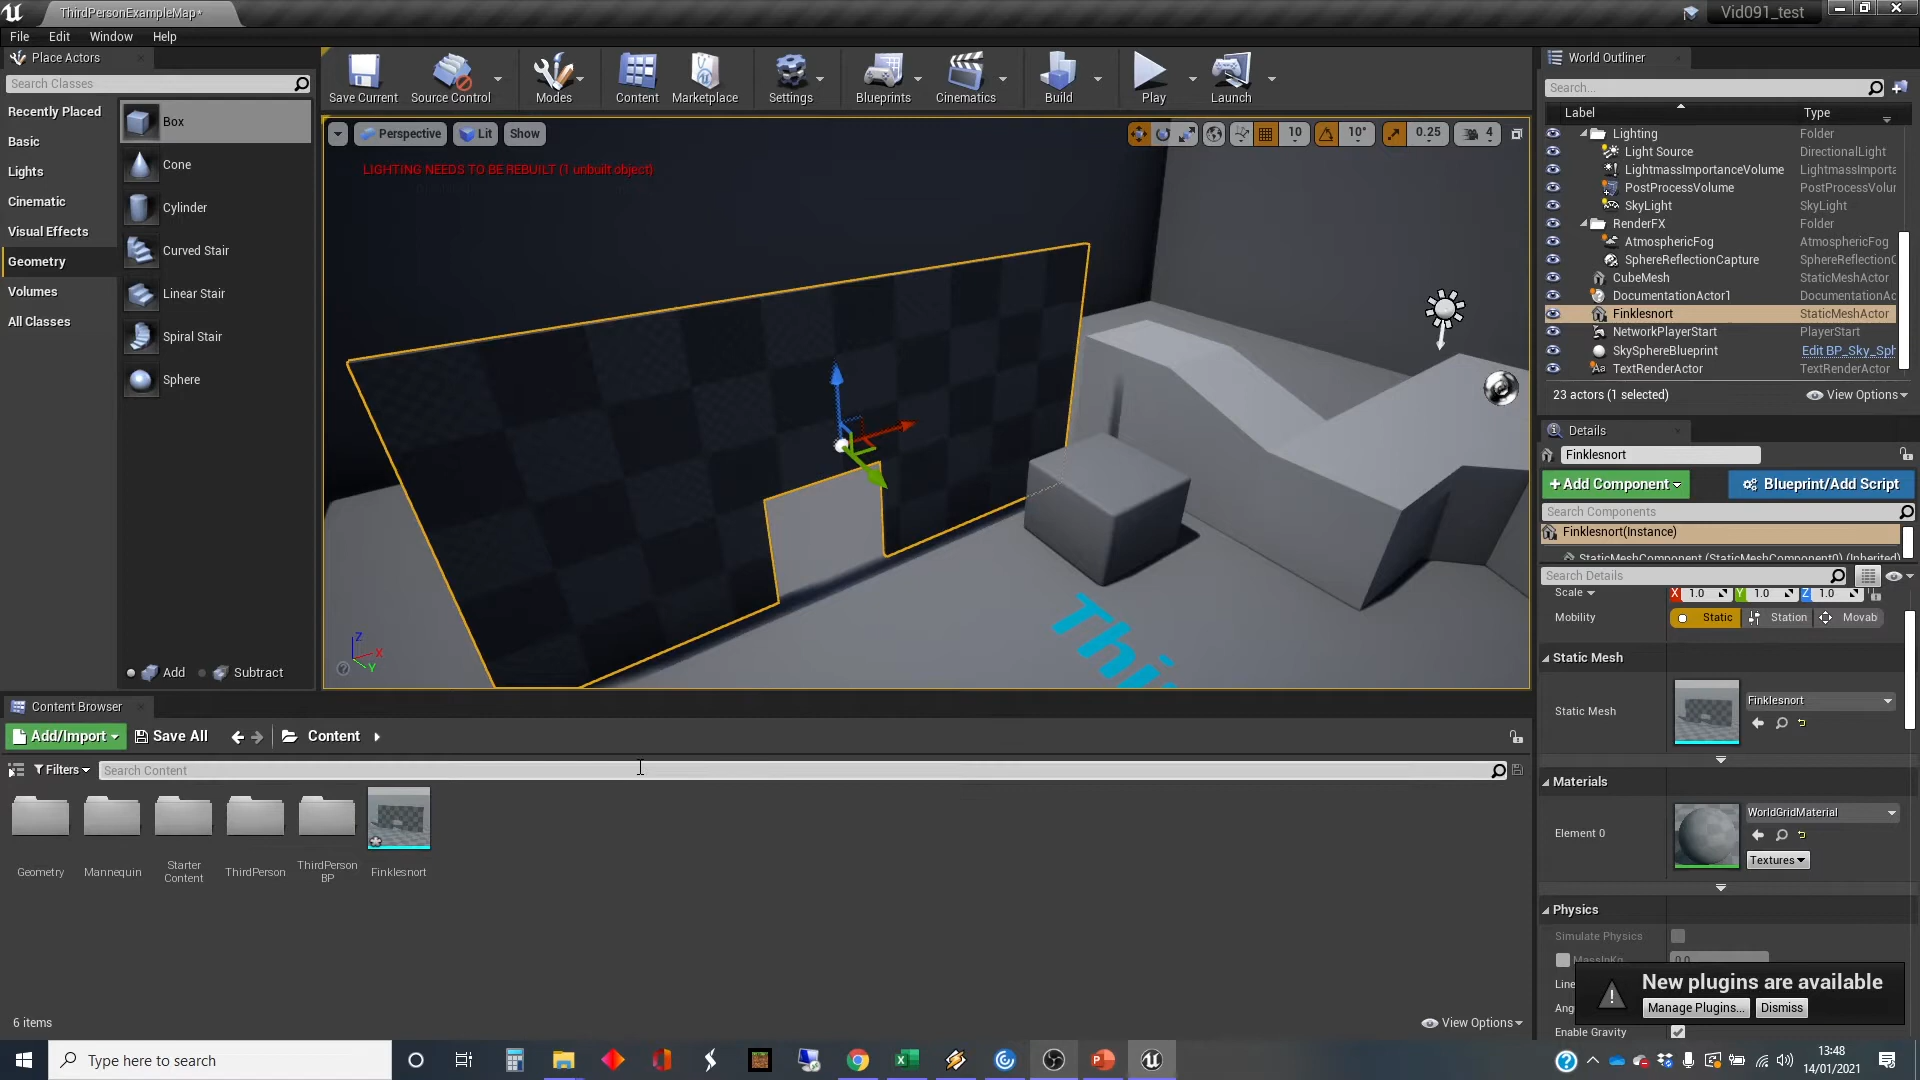 ThirdPersonExampleMap*
Vid091_test
File Edit Window Help
Place Actors
Search Classes
Recently Placed
Basic
Lights
Cinematic
Visual Effects
Geometry
Volumes
All Classes
Box
Cone
Cylinder
Curved Stair
Linear Stair
Spiral Stair
Sphere
Add
Subtract
Save Current
Source Control
Modes
Content
Marketplace
Settings
Blueprints
Cinematics
Build
Play
Launch
Perspective
Lit
Show
10
10°
0.25
4
LIGHTING NEEDS TO BE REBUILT (1 unbuilt object)
Z
X
Y
Thi
World Outliner
Search...
Label Type
Lighting Folder
Light Source DirectionalLight
LightmassImportanceVolume LightmassImporta
PostProcessVolume PostProcessVolur
SkyLight SkyLight
RenderFX Folder
AtmosphericFog AtmosphericFog
SphereReflectionCapture SphereReflectionC
CubeMesh StaticMeshActor
DocumentationActor1 DocumentationAc
Finklesnort StaticMeshActor
NetworkPlayerStart PlayerStart
SkySphereBlueprint Edit BP_Sky_Sph
TextRenderActor TextRenderActor
23 actors (1 selected)
View Options
Details
Finklesnort
+Add Component
Blueprint/Add Script
Search Components
Finklesnort(Instance)
StaticMeshComponent (StaticMeshComponent0) (Inherited)
Search Details
Scale X 1.0 Y 1.0 Z 1.0
Mobility Static Station Movab
Static Mesh
Static Mesh
Finklesnort
Materials
Element 0
WorldGridMaterial
Textures
Physics
Simulate Physics
MassInKg 0.0
Line
Ang
Enable Gravity
New plugins are available
Manage Plugins...
Dismiss
Content Browser
Add/Import
Save All
Content
Filters
Search Content
Geometry
Mannequin
Starter
Content
ThirdPerson
ThirdPerson
BP
Finklesnort
6 items
View Options
Type here to search
13:48
14/01/2021